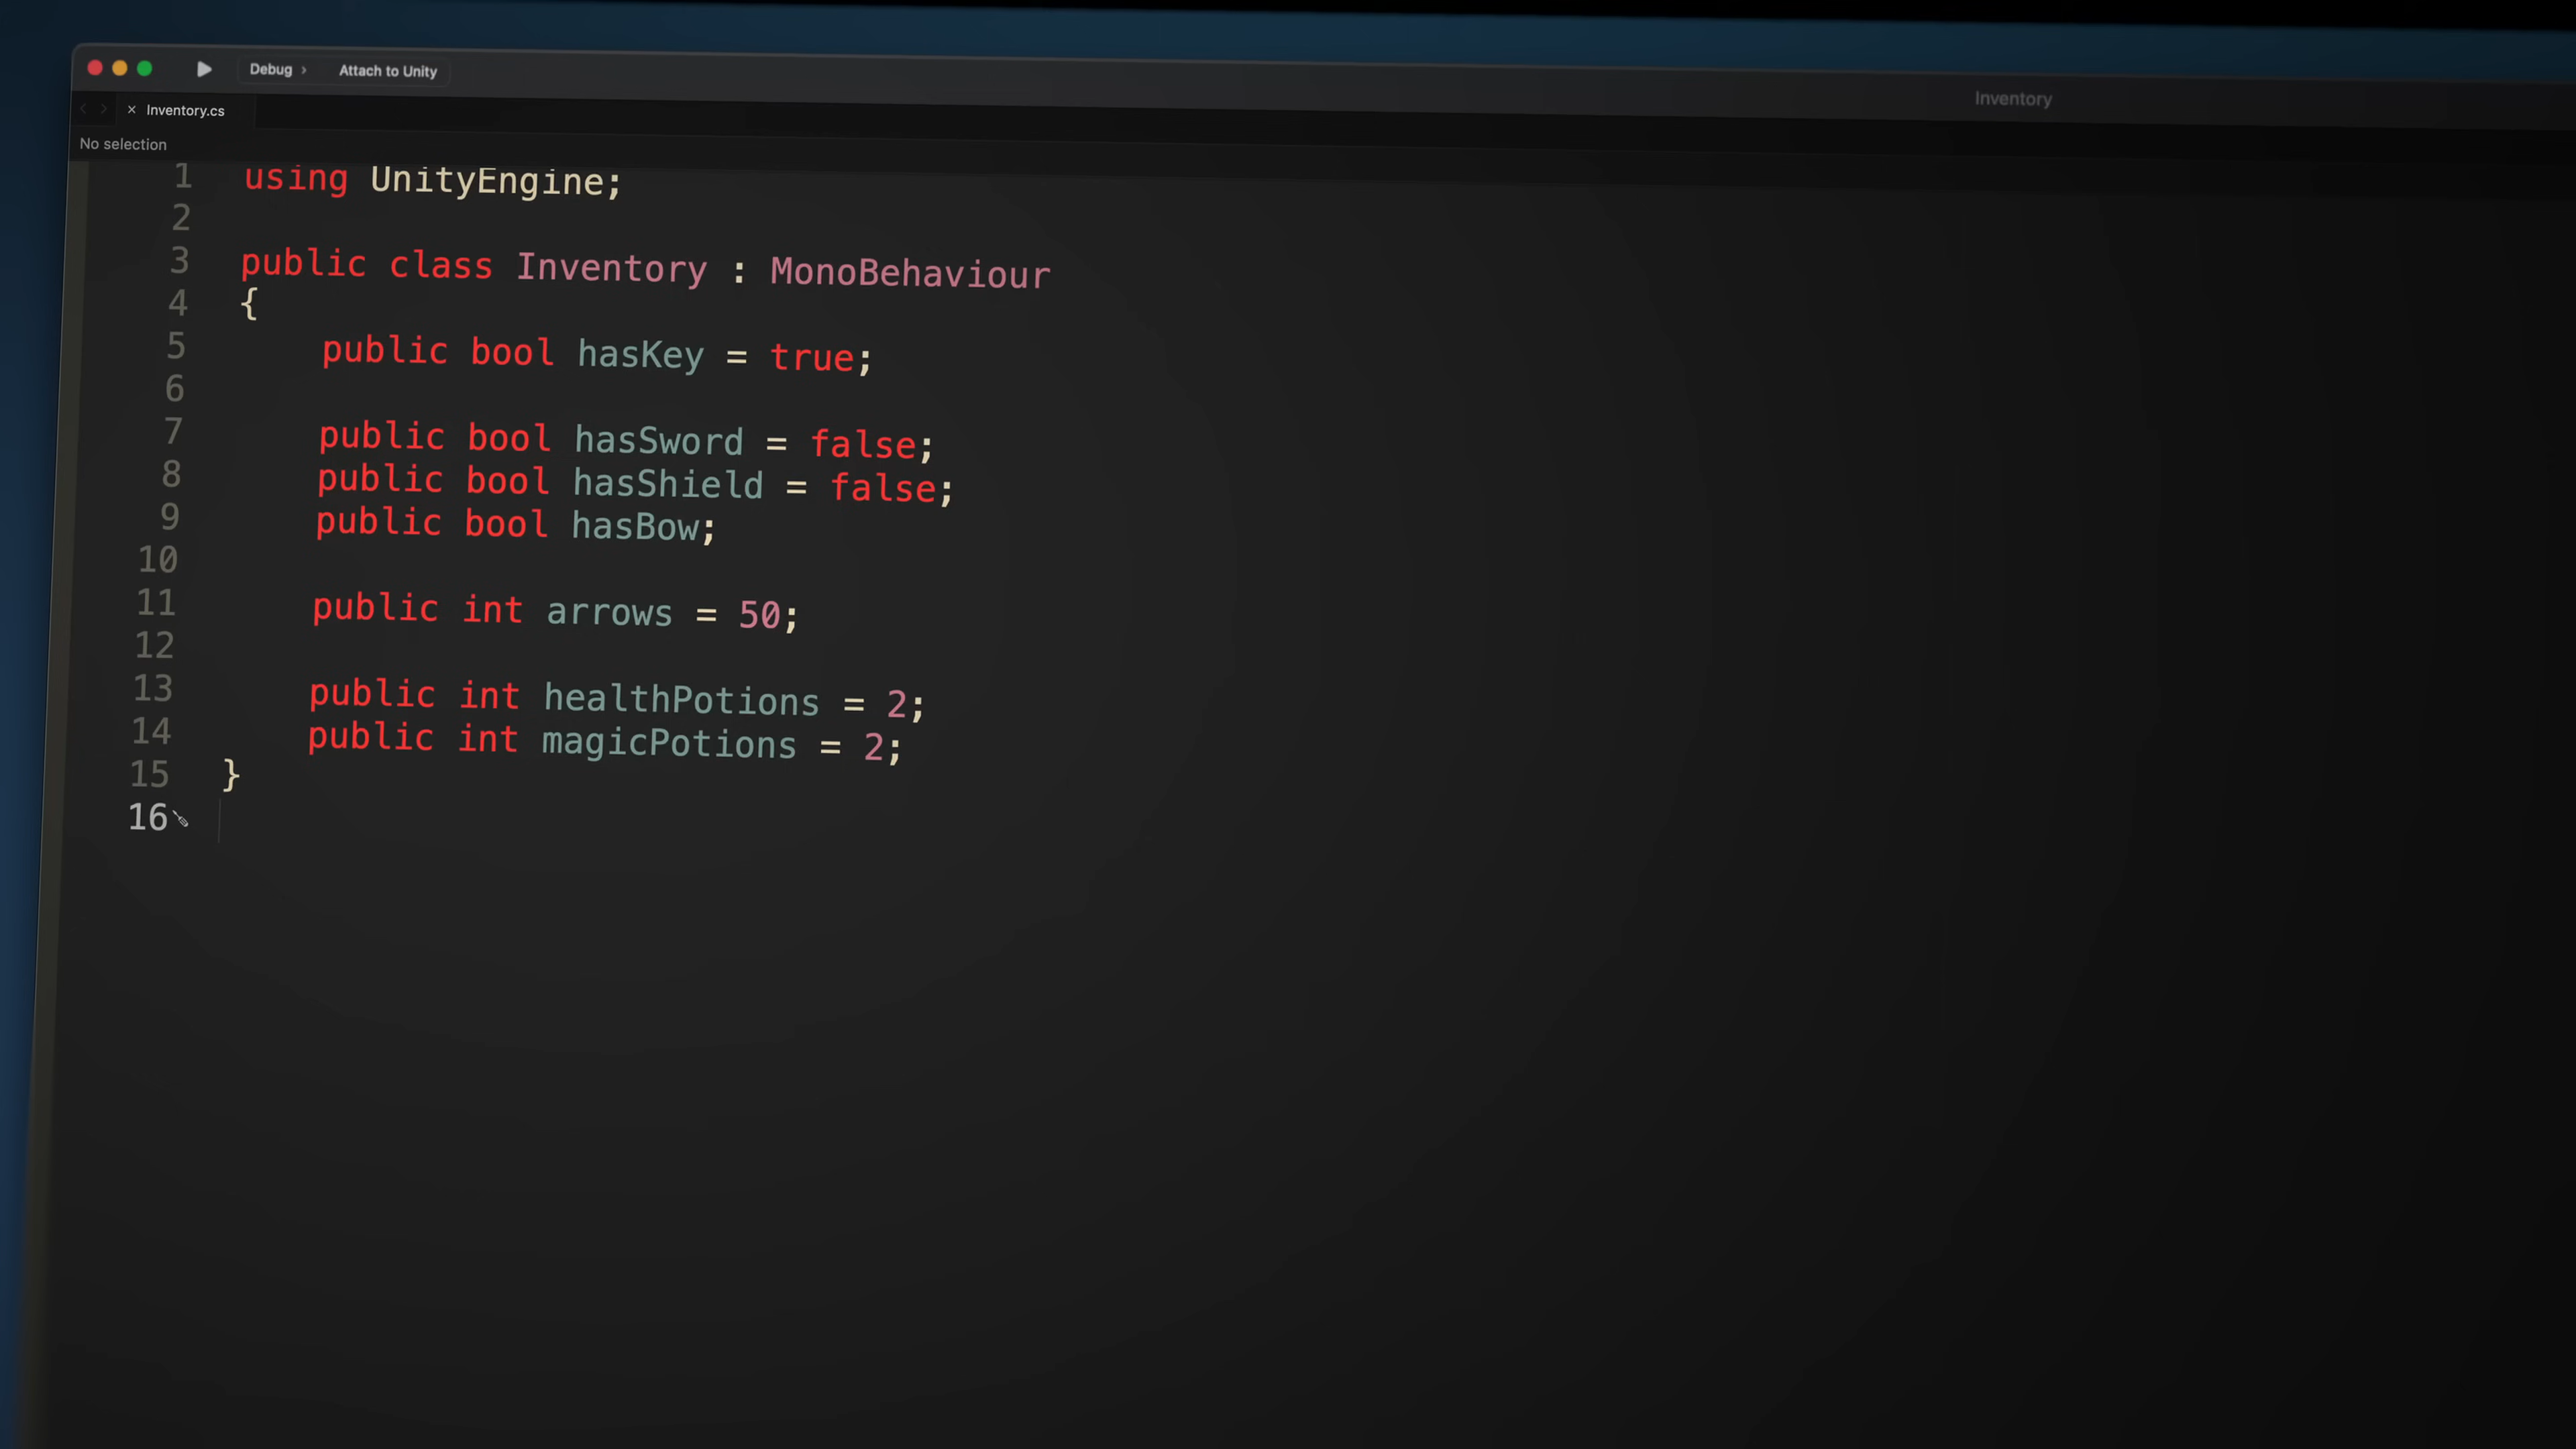 Debug › Attach to Unity
Inventory
Inventory.cs
No selection
1 using UnityEngine;
2
3 public class Inventory : MonoBehaviour
4 {
5 public bool hasKey = true;
6
7 public bool hasSword = false;
8 public bool hasShield = false;
9 public bool hasBow;
10
11 public int arrows = 50;
12
13 public int healthPotions = 2;
14 public int magicPotions = 2;
15 }
16